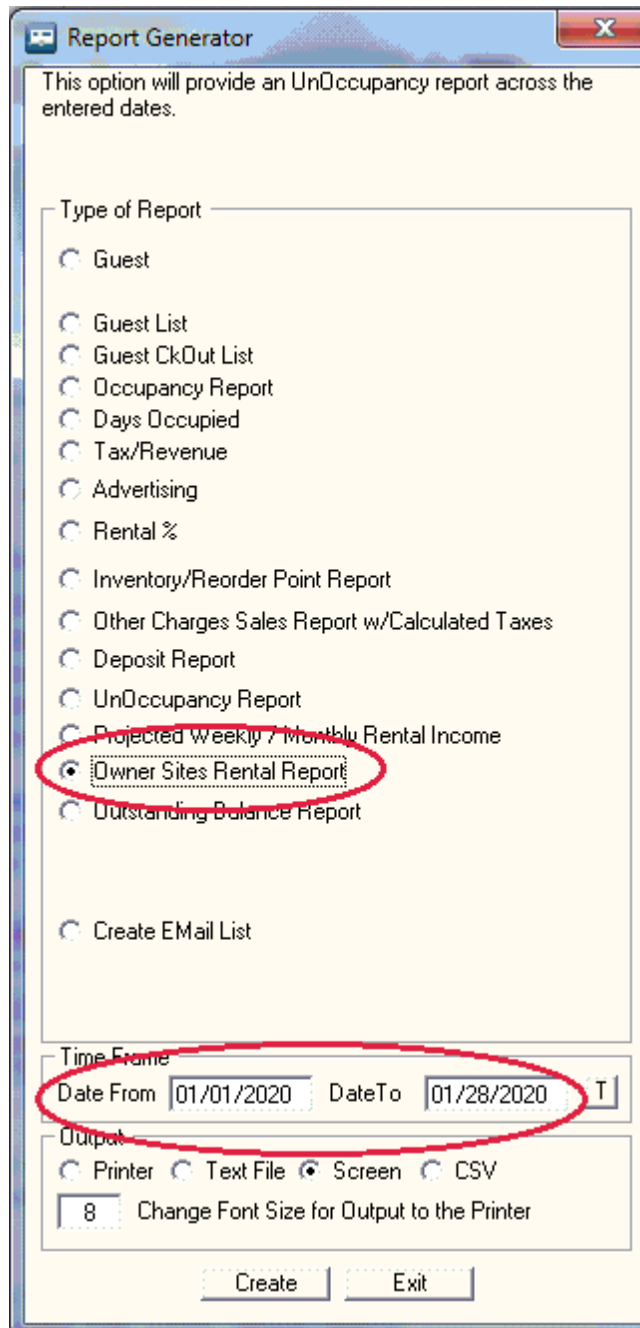 Report Generator
This option will provide an UnOccupancy report across the
entered dates.
Type of Report
Guest
Guest List
Guest CkOut List
Occupancy Report
Days Occupied
Tax/Revenue
Advertising
Rental %
Inventory/Reorder Point Report
Other Charges Sales Report w/Calculated Taxes
Deposit Report
UnOccupancy Report
Projected Weekly / Monthly Rental Income
Owner Sites Rental Report
Outstanding Balance Report
Create EMail List
Time Frame
Date From 01/01/2020 DateTo 01/28/2020 T
Output
Printer Text File Screen CSV
8 Change Font Size for Output to the Printer
Create Exit